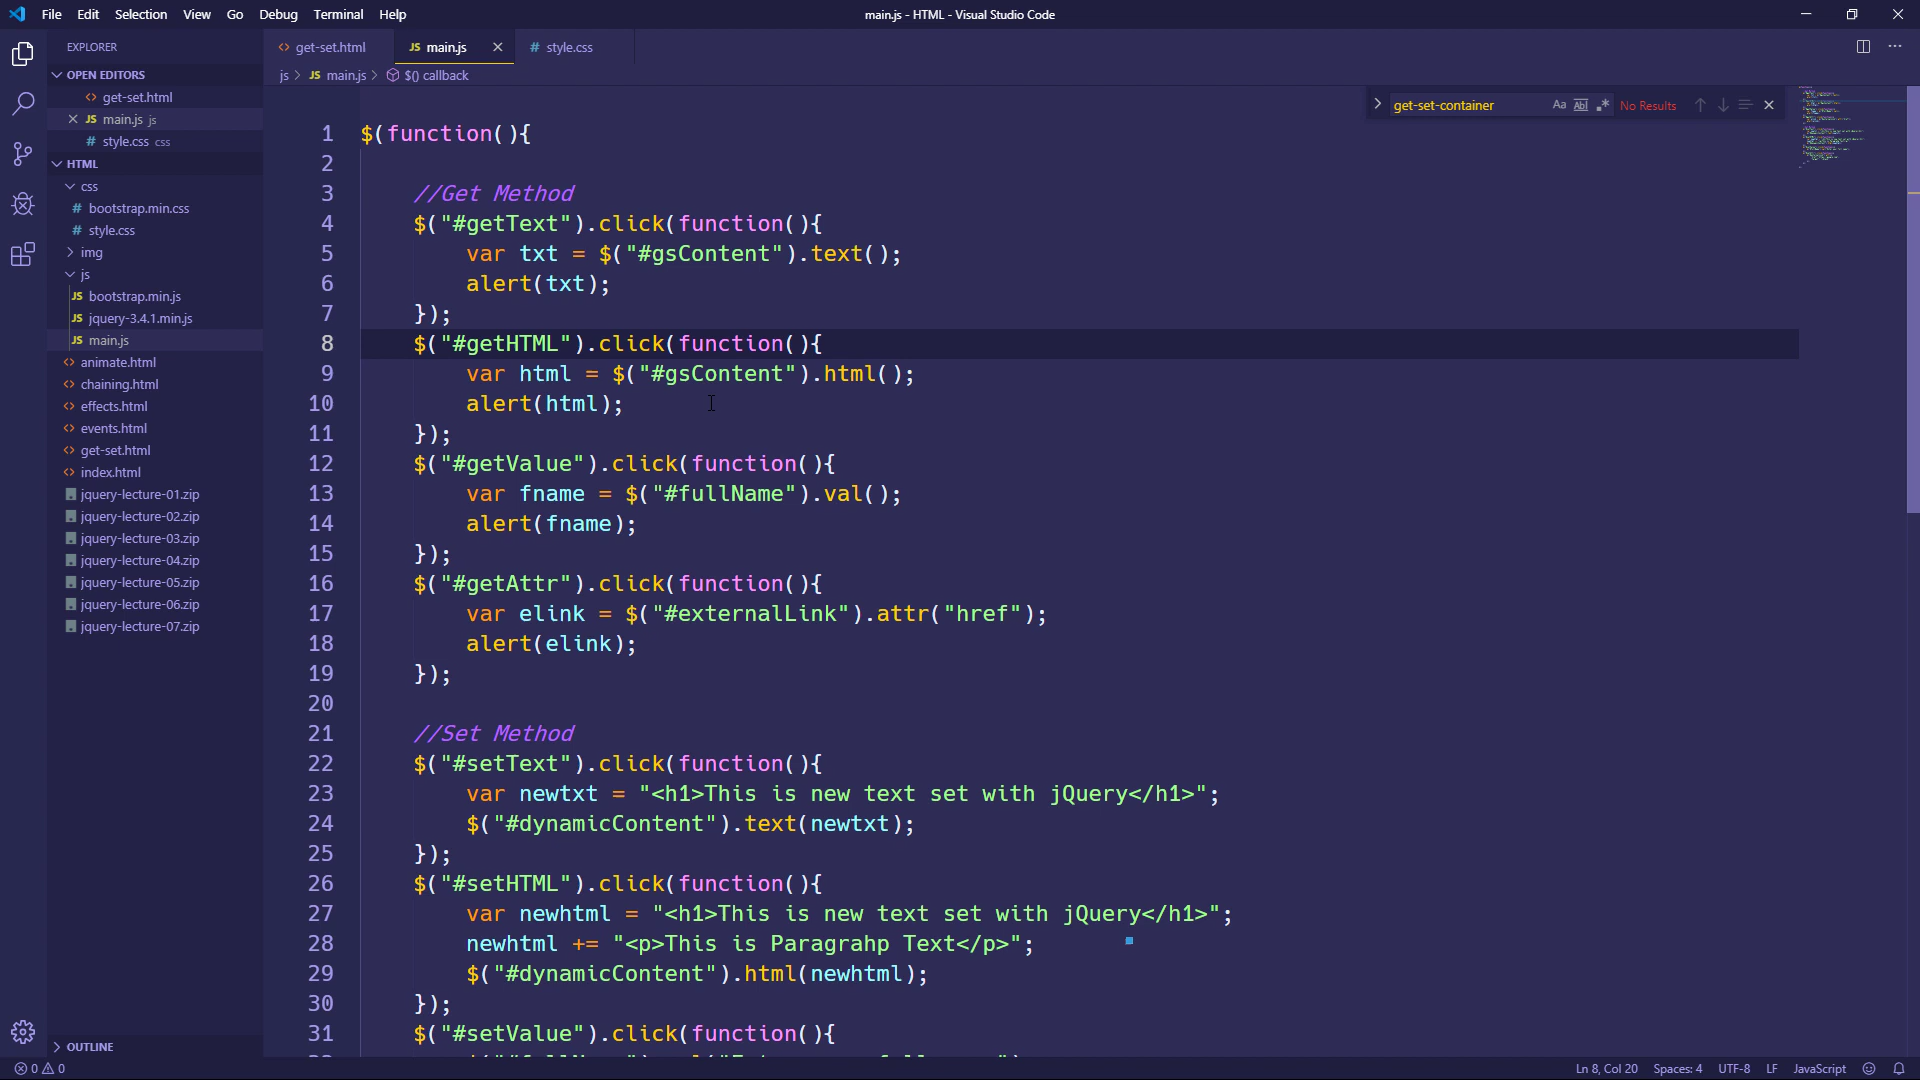 File Edit Selection View Go Debug Terminal Help
main.js - HTML - Visual Studio Code
EXPLORER
OPEN EDITORS
get-set.html
main.js js
style.css css
HTML
css
bootstrap.min.css
style.css
img
js
bootstrap.min.js
jquery-3.4.1.min.js
main.js
animate.html
chaining.html
effects.html
events.html
get-set.html
index.html
jquery-lecture-01.zip
jquery-lecture-02.zip
jquery-lecture-03.zip
jquery-lecture-04.zip
jquery-lecture-05.zip
jquery-lecture-06.zip
jquery-lecture-07.zip
OUTLINE
get-set.html main.js style.css
js > JS main.js > $() callback
get-set-container Aa Abl .* No Results
1 $(function(){
2
3 //Get Method
4 $("#getText").click(function(){
5 var txt = $("#gsContent").text();
6 alert(txt);
7 });
8 $("#getHTML").click(function(){
9 var html = $("#gsContent").html();
10 alert(html);
11 });
12 $("#getValue").click(function(){
13 var fname = $("#fullName").val();
14 alert(fname);
15 });
16 $("#getAttr").click(function(){
17 var elink = $("#externalLink").attr("href");
18 alert(elink);
19 });
20
21 //Set Method
22 $("#setText").click(function(){
23 var newtxt = "<h1>This is new text set with jQuery</h1>";
24 $("#dynamicContent").text(newtxt);
25 });
26 $("#setHTML").click(function(){
27 var newhtml = "<h1>This is new text set with jQuery</h1>";
28 newhtml += "<p>This is Paragrahp Text</p>";
29 $("#dynamicContent").html(newhtml);
30 });
31 $("#setValue").click(function(){
0 0
Ln 8, Col 20 Spaces: 4 UTF-8 LF JavaScript